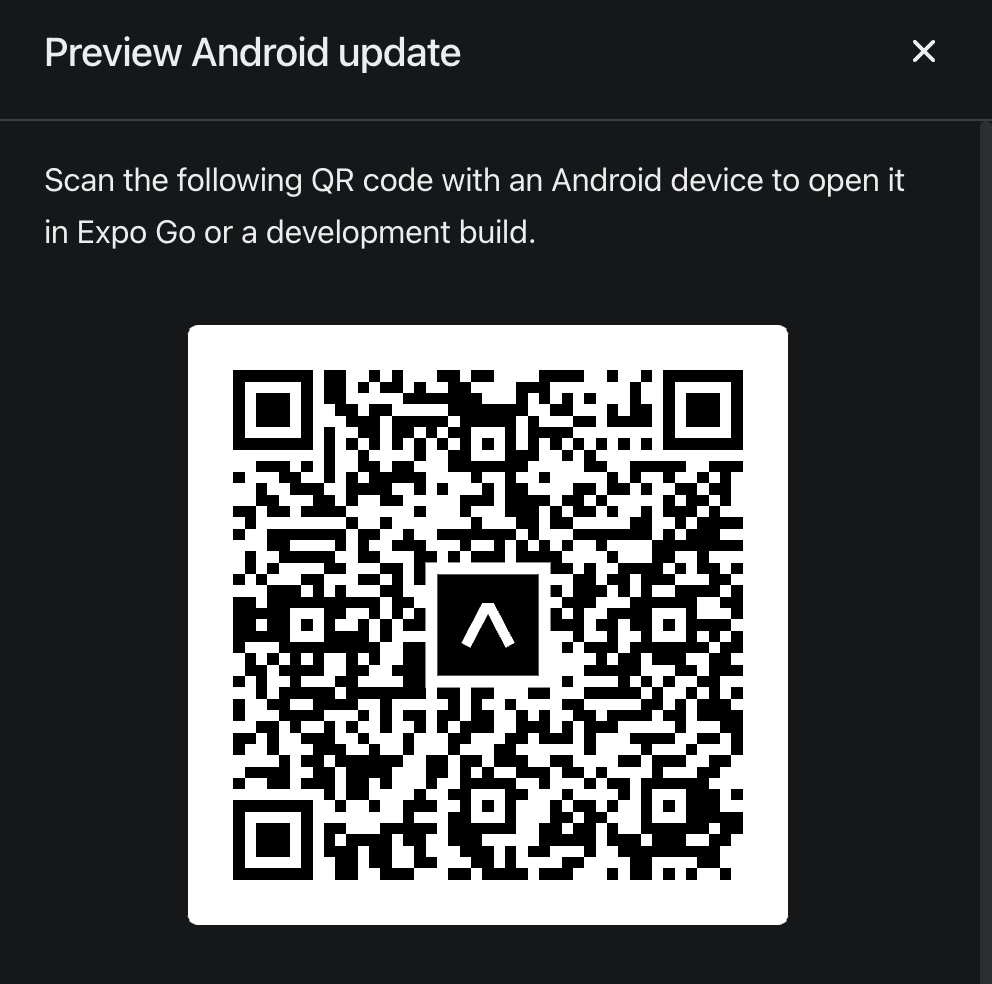 Preview Android update
Scan the following QR code with an Android device to open it
in Expo Go or a development build.